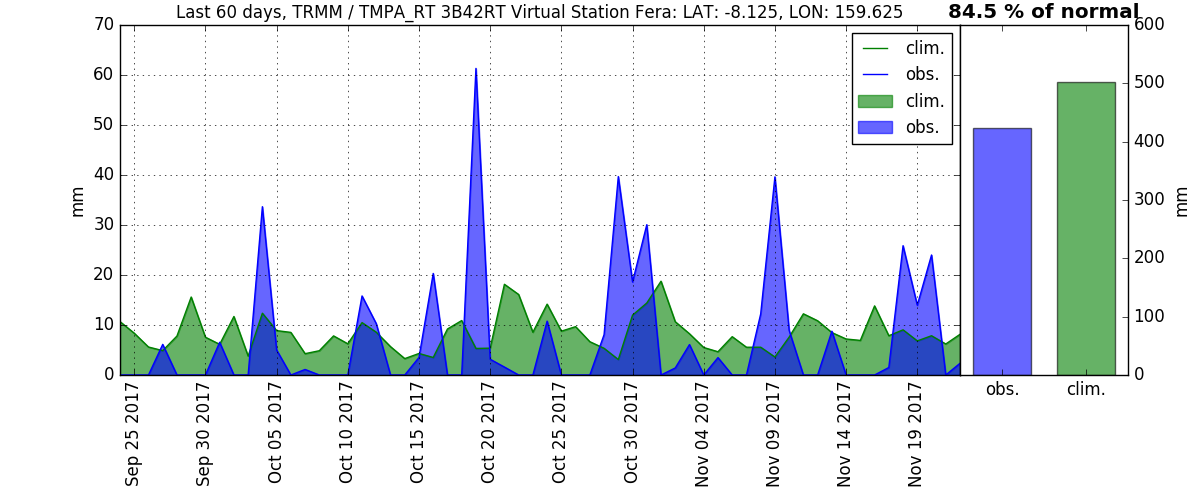 Last 60 days, TRMM / TMPA_RT 3B42RT Virtual Station Fera: LAT: -8.125, LON: 159.625
84.5 % of normal
70
60
50
40
30
20
10
0
mm
clim.
obs.
clim.
obs.
Sep 25 2017
Sep 30 2017
Oct 05 2017
Oct 10 2017
Oct 15 2017
Oct 20 2017
Oct 25 2017
Oct 30 2017
Nov 04 2017
Nov 09 2017
Nov 14 2017
Nov 19 2017
600
500
400
300
200
100
0
mm
obs.
clim.